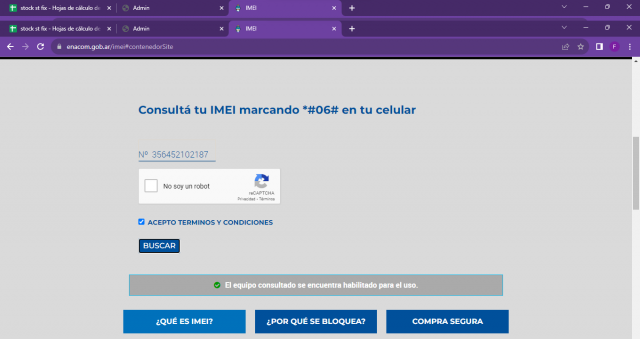 stock st fix - Hojas de cálculo de Admin IMEI
stock st fix - Hojas de cálculo de Admin IMEI
enacom.gob.ar/imei#contenedorSite F
Consultá tu IMEI marcando *#06# en tu celular
Nº 356452102187
No soy un robot
reCAPTCHA
Privacidad - Términos
ACEPTO TERMINOS Y CONDICIONES
BUSCAR
El equipo consultado se encuentra habilitado para el uso.
¿QUÉ ES IMEI? ¿POR QUÉ SE BLOQUEA? COMPRA SEGURA